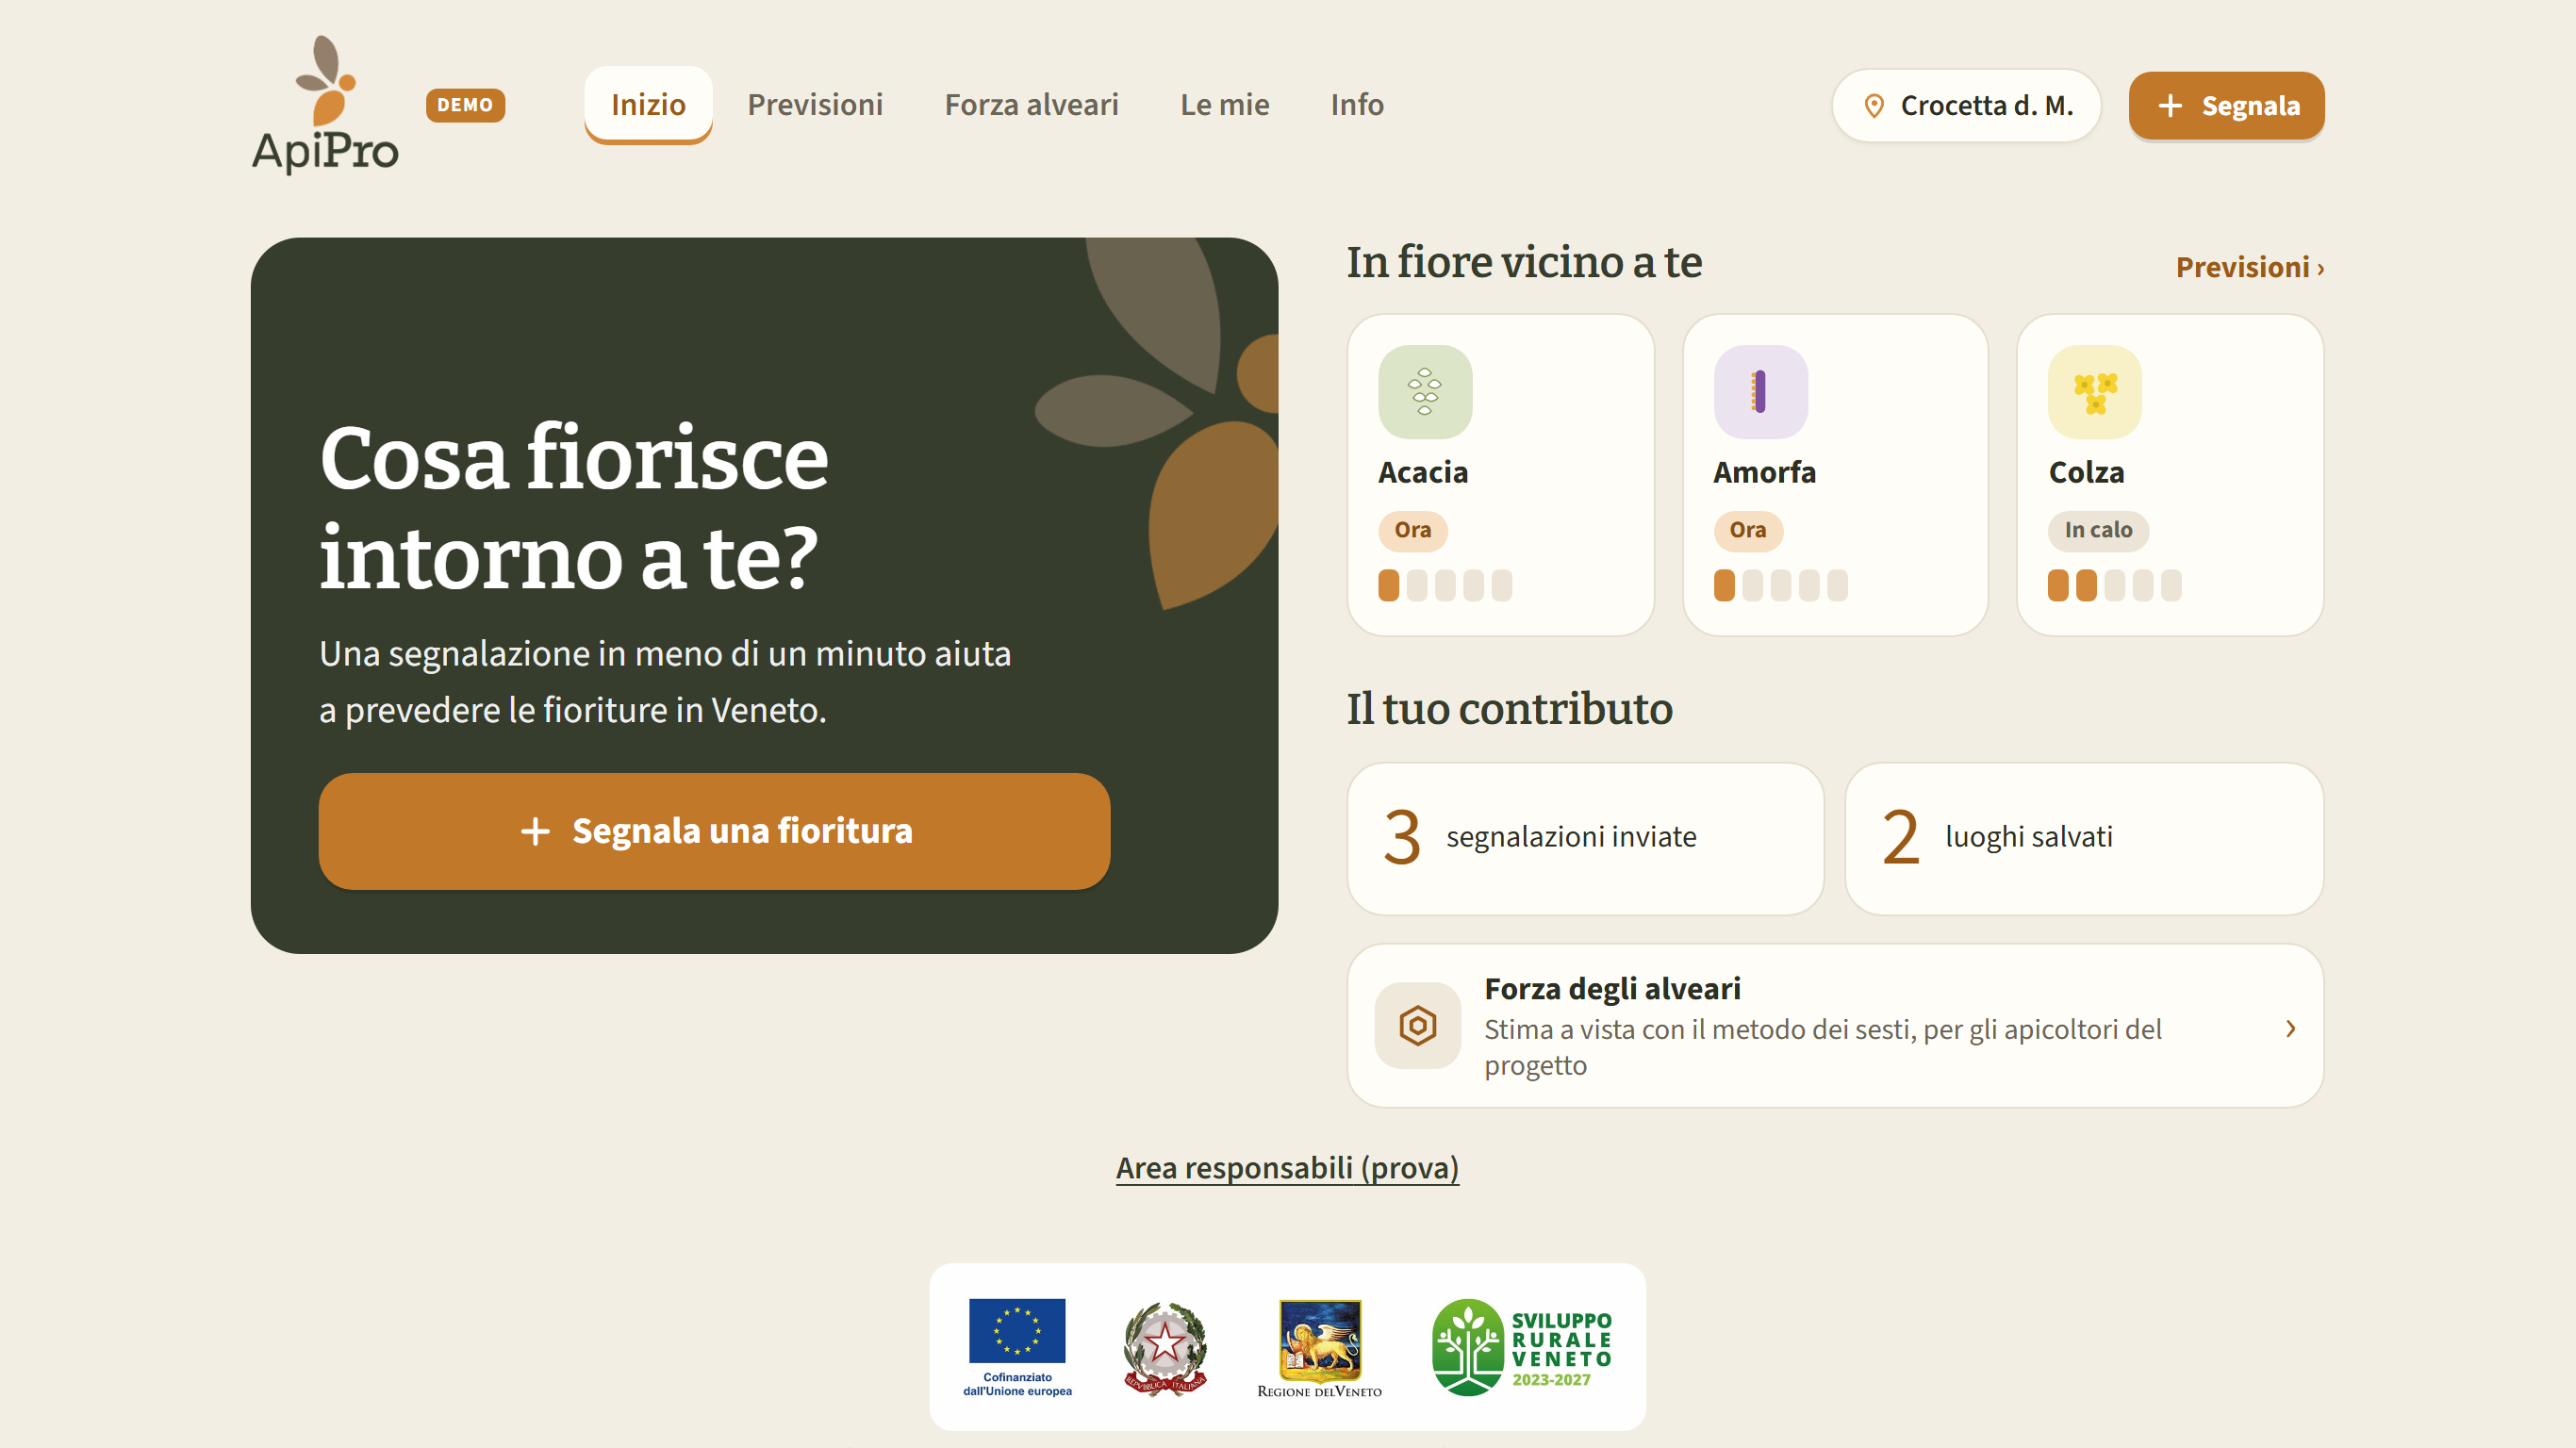 ApiPro
DEMO
Inizio
Previsioni
Forza alveari
Le mie
Info
Crocetta d. M.
+ Segnala
Cosa fiorisce
intorno a te?
Una segnalazione in meno di un minuto aiuta
a prevedere le fioriture in Veneto.
+ Segnala una fioritura
In fiore vicino a te
Previsioni ›
Acacia
Ora
Amorfa
Ora
Colza
In calo
Il tuo contributo
3 segnalazioni inviate
2 luoghi salvati
Forza degli alveari
Stima a vista con il metodo dei sesti, per gli apicoltori del
progetto
›
Area responsabili (prova)
Cofinanziato
dall'Unione europea
REPVBBLICA ITALIANA
REGIONE DEL VENETO
SVILUPPO
RURALE
VENETO
2023-2027